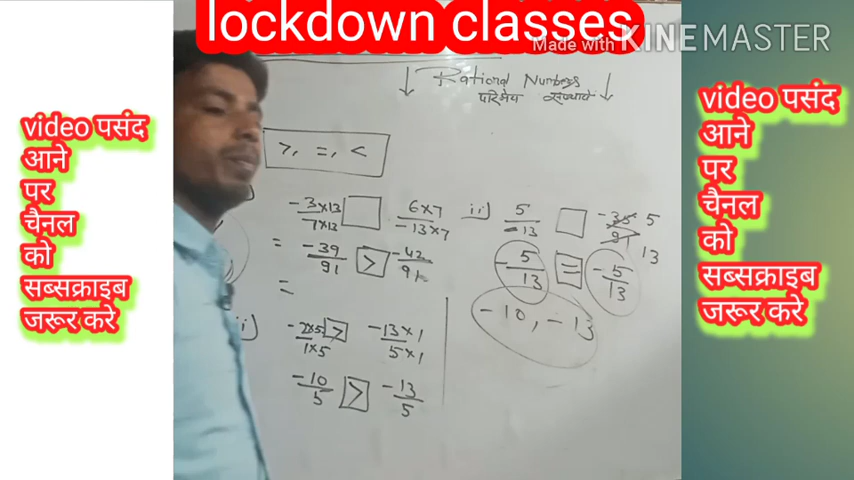 lockdown classes
Made with KINEMASTER
video पसंद
आने
पर
चैनल
को
सब्सक्राइब
जरूर करे
Rational Numbers
परिमेय संख्याये
>, =, <
-3×13/7×13 □ 6×7/-13×7
= -39/91 > -42/91
=
-2×5/1×5 > -13×1/5×1
-10/5 > -13/5
ii) 5/-13 □ -35/91 5/13
-5/13 = -5/13
-10, -13
video पसंद
आने
पर
चैनल
को
सब्सक्राइब
जरूर करे